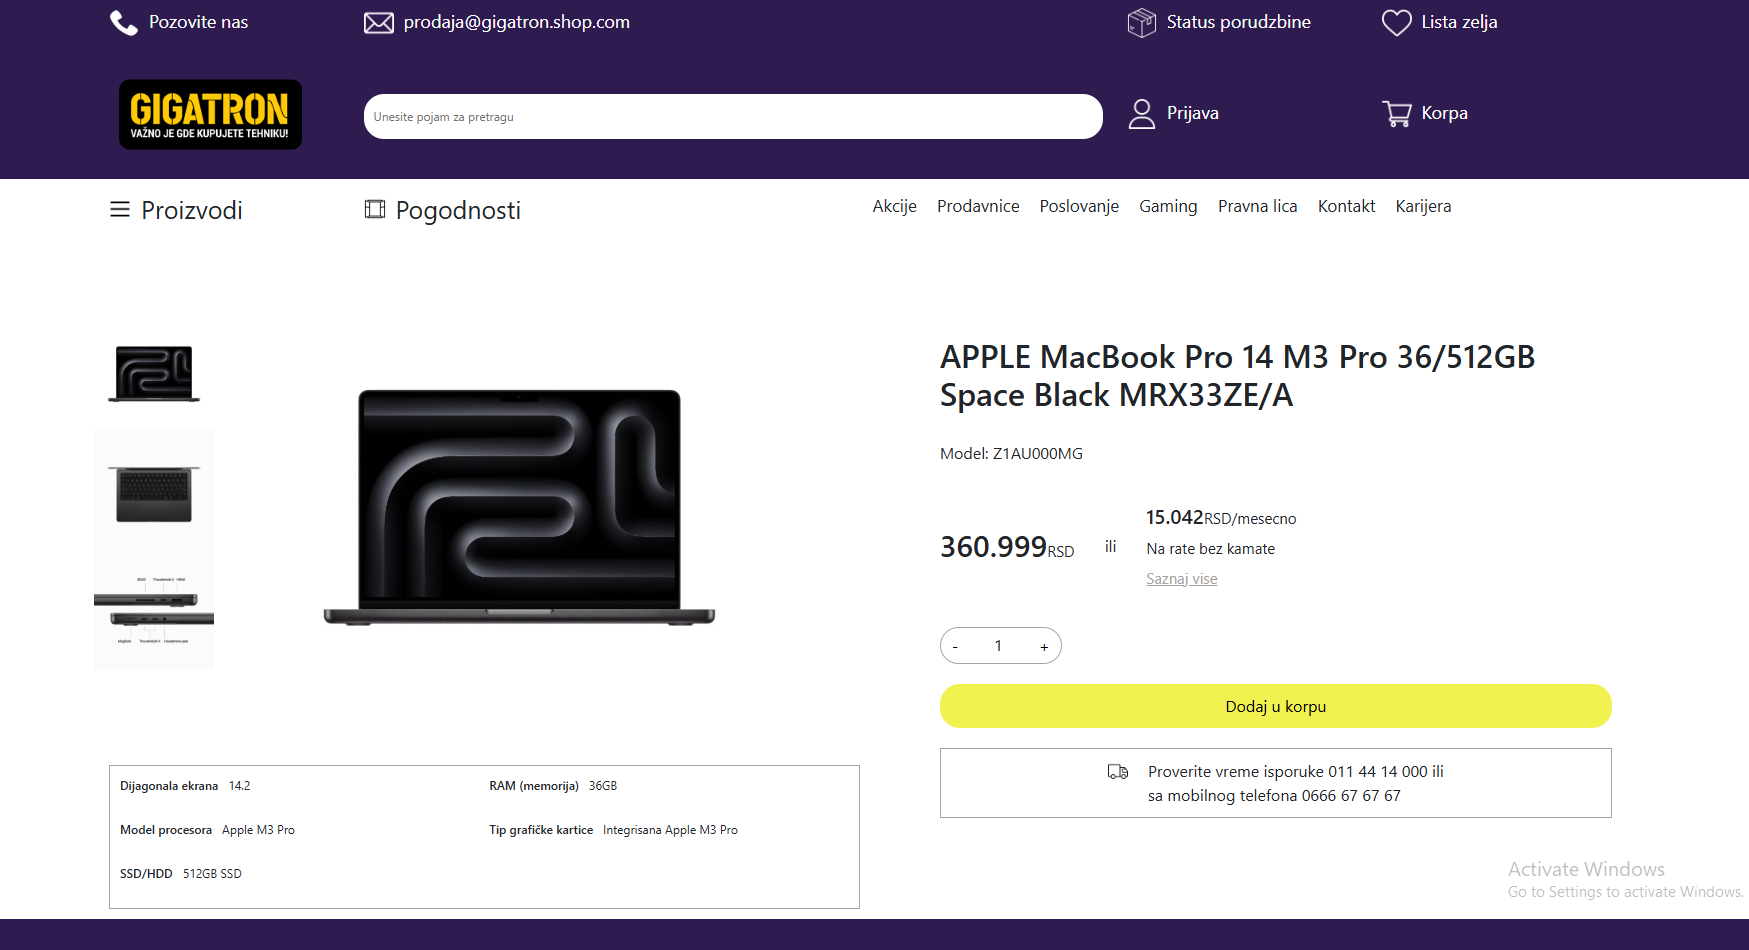 Pozovite nas
prodaja@gigatron.shop.com
Status porudzbine
Lista zelja
GIGATRON
VAŽNO JE GDE KUPUJETE TEHNIKU!
Unesite pojam za pretragu
Prijava
Korpa
Proizvodi
Pogodnosti
Akcije
Prodavnice
Poslovanje
Gaming
Pravna lica
Kontakt
Karijera
APPLE MacBook Pro 14 M3 Pro 36/512GB
Space Black MRX33ZE/A
Model: Z1AU000MG
360.999RSD
ili
15.042RSD/mesecno
Na rate bez kamate
Saznaj vise
- 1 +
Dodaj u korpu
Proverite vreme isporuke 011 44 14 000 ili
sa mobilnog telefona 0666 67 67 67
Dijagonala ekrana 14.2
RAM (memorija) 36GB
Model procesora Apple M3 Pro
Tip grafičke kartice Integrisana Apple M3 Pro
SSD/HDD 512GB SSD
Activate Windows
Go to Settings to activate Windows.